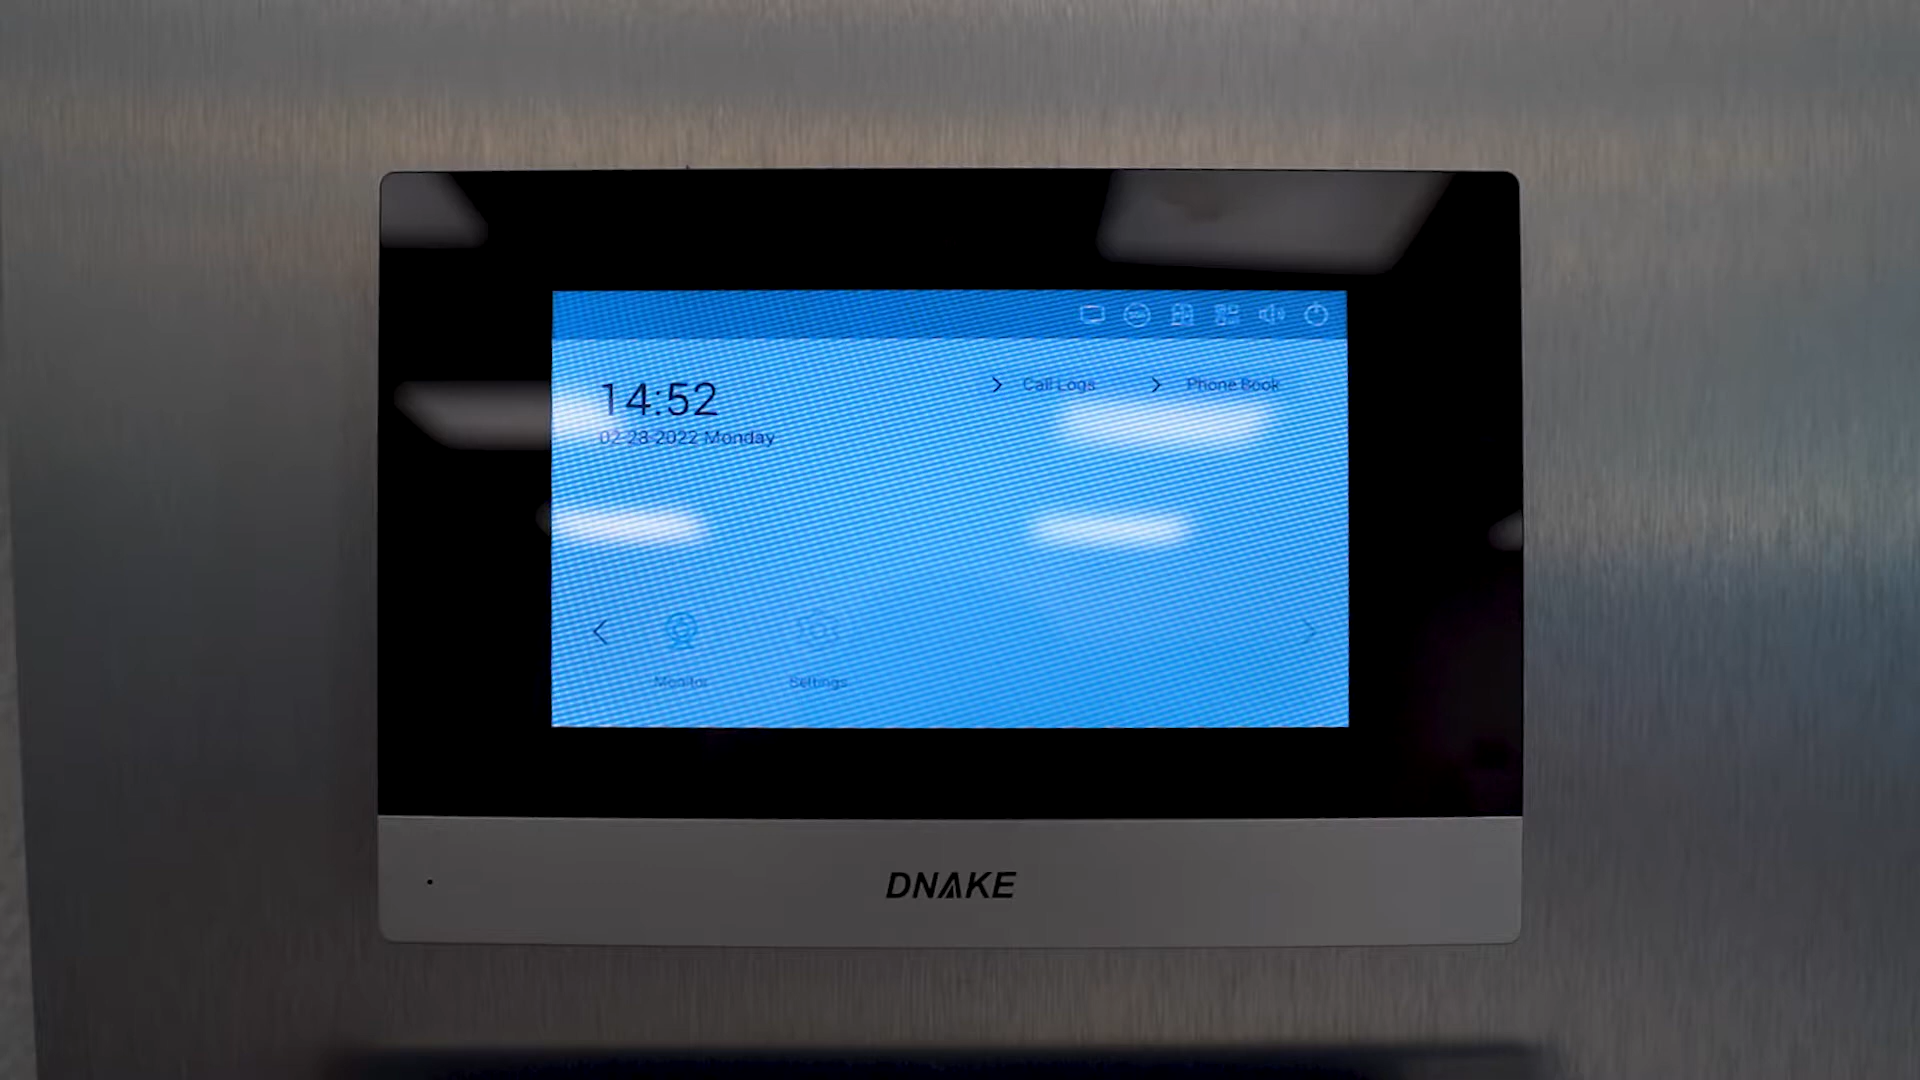 14:52
02-28-2022 Monday
Call Logs
Phone Book
Monitor
Settings
DNAKE